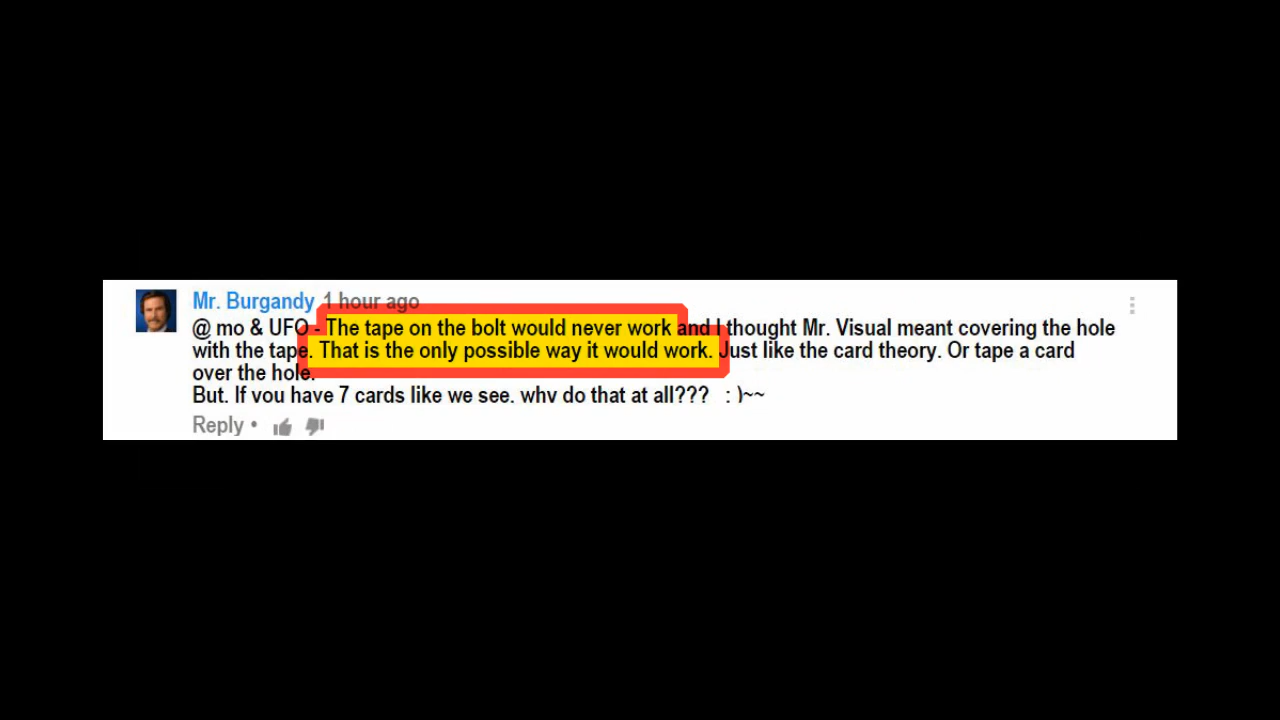 Mr. Burgandy 1 hour ago
@ mo & UFO - The tape on the bolt would never work and I thought Mr. Visual meant covering the hole
with the tape. That is the only possible way it would work. Just like the card theory. Or tape a card
over the hole.
But. If you have 7 cards like we see. why do that at all??? : )~~
Reply •